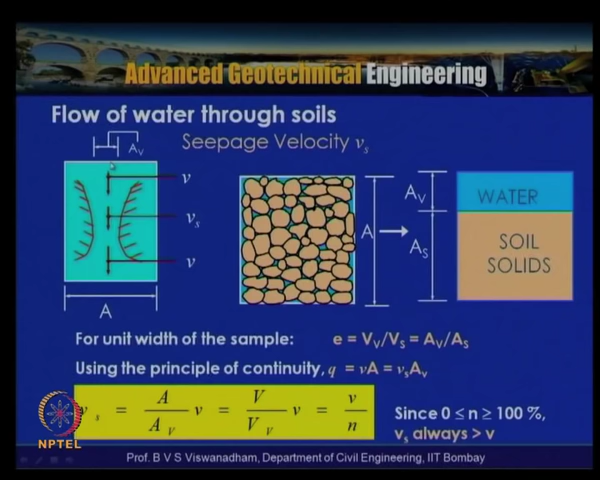 Advanced Geotechnical Engineering
Flow of water through soils
Seepage Velocity vs
AV
v
vs
v
A
A
AV
AS
WATER
SOIL
SOLIDS
For unit width of the sample: e = VV/VS = AV/AS
Using the principle of continuity, q = vA = vsAv
vs = A/AV v = V/VV v = v/n
Since 0 ≤ n ≥ 100 %,
vs always > v
NPTEL
Prof. B V S Viswanadham, Department of Civil Engineering, IIT Bombay